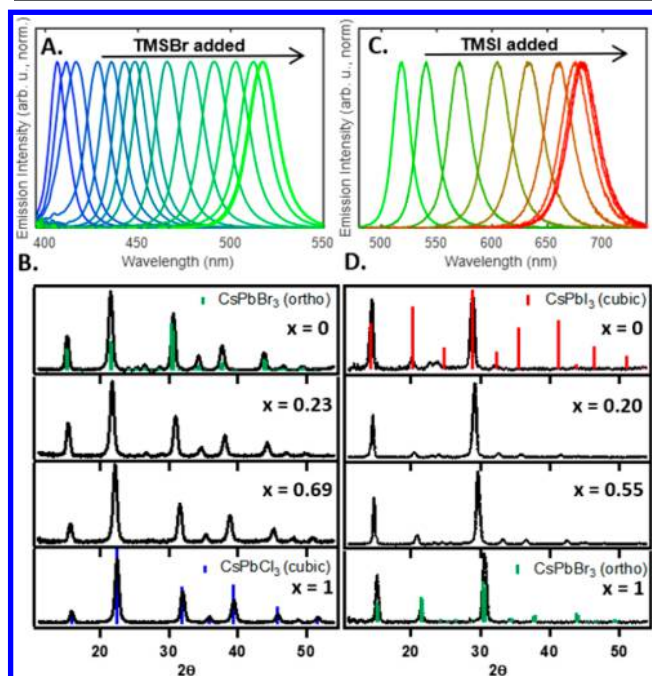 A.
TMSBr added
Emission Intensity (arb. u., norm.)
400 450 500 550
Wavelength (nm)
C.
TMSI added
Emission Intensity (arb. u., norm.)
500 550 600 650 700
Wavelength (nm)
B.
CsPbBr3 (ortho)
x = 0
x = 0.23
x = 0.69
CsPbCl3 (cubic)
x = 1
20 30 40 50
2θ
D.
CsPbI3 (cubic)
x = 0
x = 0.20
x = 0.55
CsPbBr3 (ortho)
x = 1
20 30 40 50
2θ